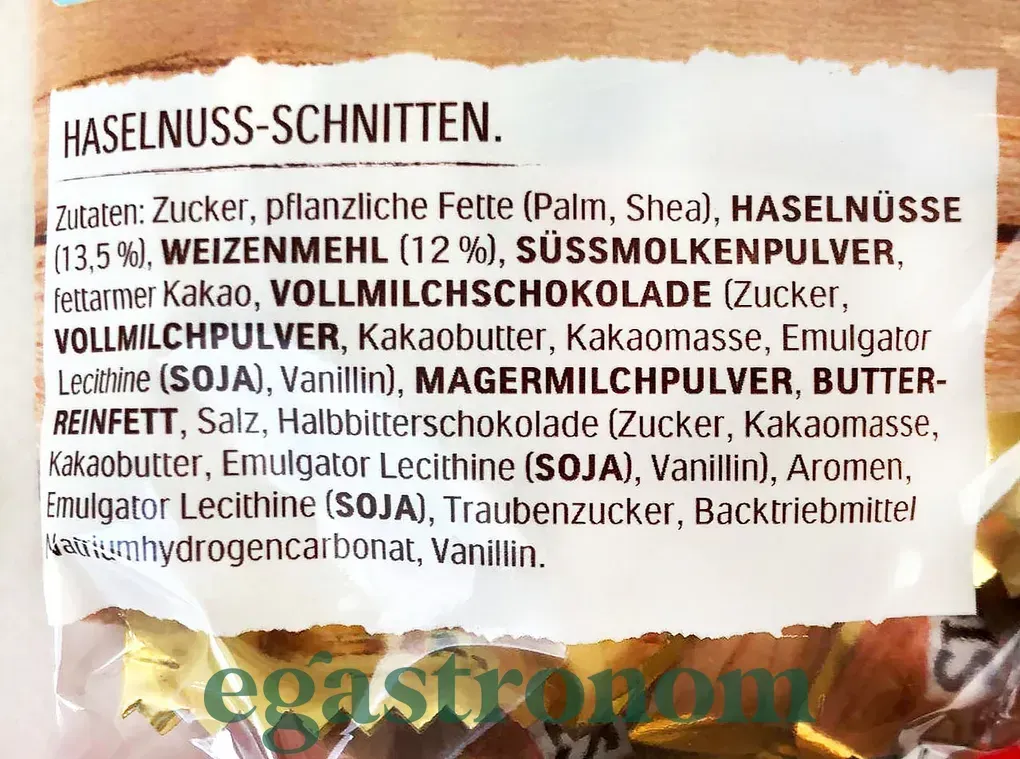 HASELNUSS-SCHNITTEN.
Zutaten: Zucker, pflanzliche Fette (Palm, Shea), HASELNÜSSE
(13,5 %), WEIZENMEHL (12 %), SÜSSMOLKENPULVER,
fettarmer Kakao, VOLLMILCHSCHOKOLADE (Zucker,
VOLLMILCHPULVER, Kakaobutter, Kakaomasse, Emulgator
Lecithine (SOJA), Vanillin), MAGERMILCHPULVER, BUTTER-
REINFETT, Salz, Halbbitterschokolade (Zucker, Kakaomasse,
Kakaobutter, Emulgator Lecithine (SOJA), Vanillin), Aromen,
Emulgator Lecithine (SOJA), Traubenzucker, Backtriebmittel
Natriumhydrogencarbonat, Vanillin.
egastronom